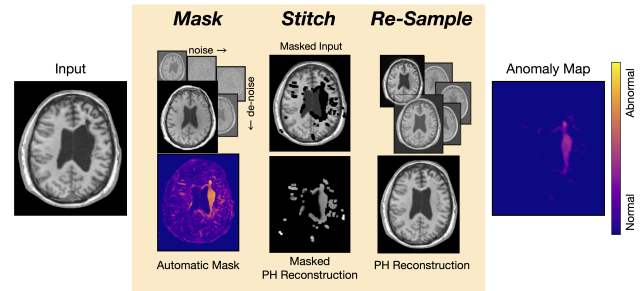 Mask
Stitch
Re-Sample
Input
noise →
← de-noise
Masked Input
Anomaly Map
Abnormal
Normal
Automatic Mask
Masked
PH Reconstruction
PH Reconstruction